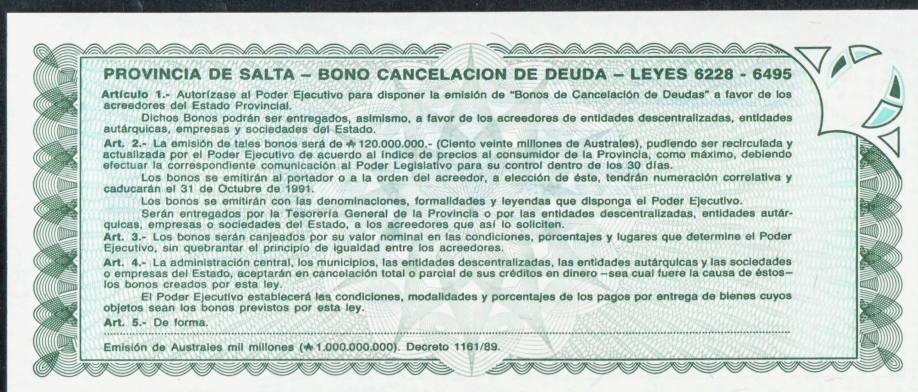 PROVINCIA DE SALTA – BONO CANCELACION DE DEUDA – LEYES 6228 - 6495
Artículo 1.- Autorízase al Poder Ejecutivo para disponer la emisión de "Bonos de Cancelación de Deudas" a favor de los
acreedores del Estado Provincial.
Dichos Bonos podrán ser entregados, asimismo, a favor de los acreedores de entidades descentralizadas, entidades
autárquicas, empresas y sociedades del Estado.
Art. 2.- La emisión de tales bonos será de ₳ 120.000.000.- (Ciento veinte millones de Australes), pudiendo ser recirculada y
actualizada por el Poder Ejecutivo de acuerdo al índice de precios al consumidor de la Provincia, como máximo, debiendo
efectuar la correspondiente comunicación al Poder Legislativo para su control dentro de los 30 días.
Los bonos se emitirán al portador o a la orden del acreedor, a elección de éste, tendrán numeración correlativa y
caducarán el 31 de Octubre de 1991.
Los bonos se emitirán con las denominaciones, formalidades y leyendas que disponga el Poder Ejecutivo.
Serán entregados por la Tesorería General de la Provincia o por las entidades descentralizadas, entidades autár-
quicas, empresas o sociedades del Estado, a los acreedores que así lo soliciten.
Art. 3.- Los bonos serán canjeados por su valor nominal en las condiciones, porcentajes y lugares que determine el Poder
Ejecutivo, sin quebrantar el principio de igualdad entre los acreedores.
Art. 4.- La administración central, los municipios, las entidades descentralizadas, las entidades autárquicas y las sociedades
o empresas del Estado, aceptarán en cancelación total o parcial de sus créditos en dinero –sea cual fuere la causa de éstos–
los bonos creados por esta ley.
El Poder Ejecutivo establecerá las condiciones, modalidades y porcentajes de los pagos por entrega de bienes cuyos
objetos sean los bonos previstos por esta ley.
Art. 5.- De forma.
Emisión de Australes mil millones (₳ 1.000.000.000). Decreto 1161/89.